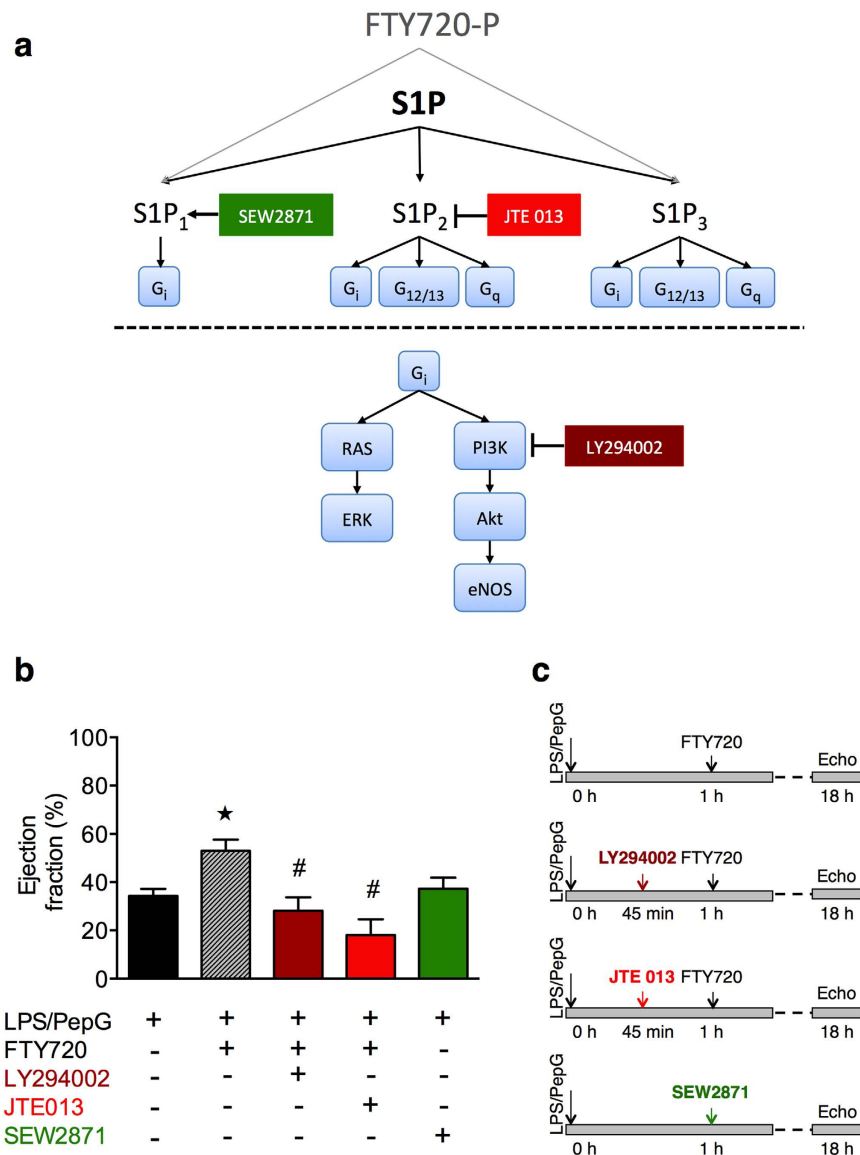 a
FTY720-P
S1P
S1P1 SEW2871 S1P2 JTE 013 S1P3
Gi Gi G12/13 Gq Gi G12/13 Gq
Gi
RAS PI3K LY294002
ERK Akt
eNOS
b
Ejection
fraction (%)
100
80
60
40
20
0
★
#
#
LPS/PepG + + + + +
FTY720 - + + + -
LY294002 - - + - -
JTE013 - - - + -
SEW2871 - - - - +
c
LPS/PepG
FTY720
Echo
0 h 1 h 18 h
LPS/PepG
LY294002 FTY720
Echo
0 h 45 min 1 h 18 h
LPS/PepG
JTE 013 FTY720
Echo
0 h 45 min 1 h 18 h
LPS/PepG
SEW2871
Echo
0 h 1 h 18 h